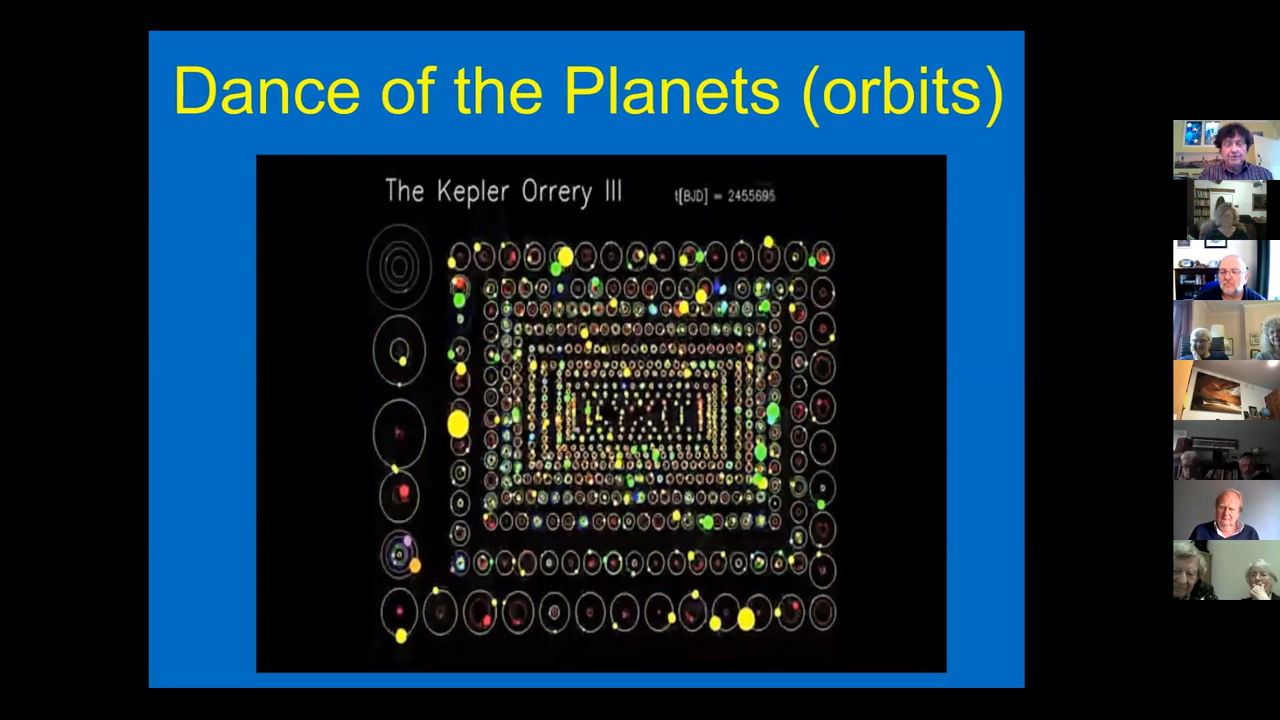 Dance of the Planets (orbits)
The Kepler Orrery III
t[BJD] = 2455695